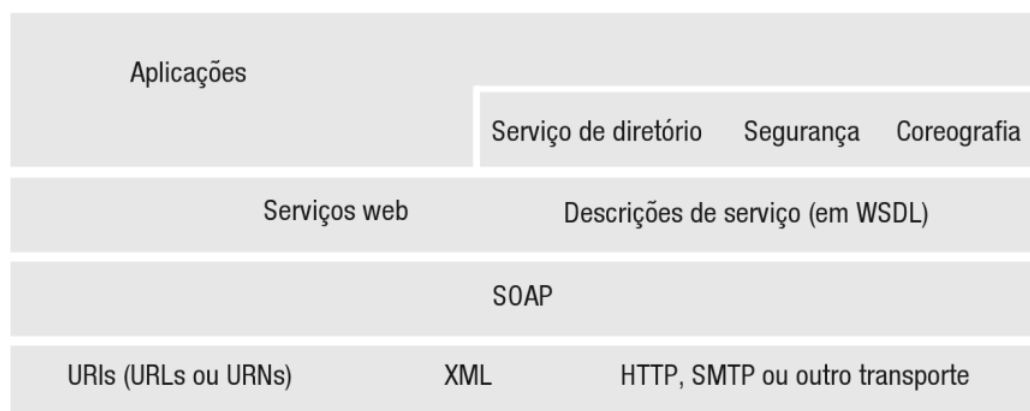 Aplicações
Serviço de diretório Segurança Coreografia
Serviços web Descrições de serviço (em WSDL)
SOAP
URIs (URLs ou URNs) XML HTTP, SMTP ou outro transporte